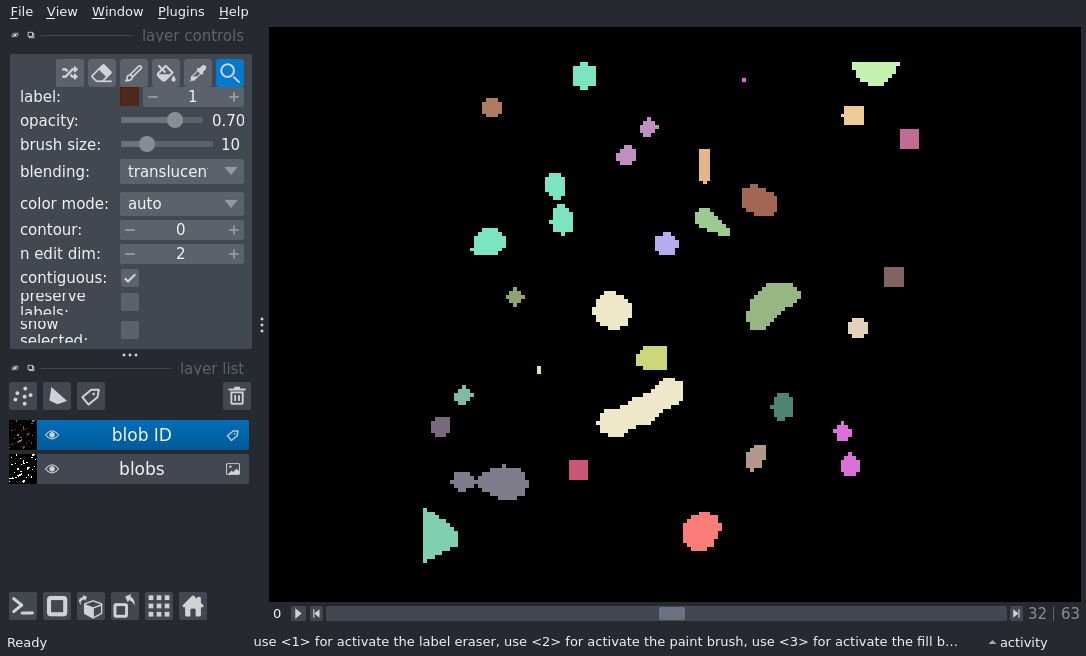 File View Window Plugins Help
layer controls
label: 1
opacity: 0.70
brush size: 10
blending: translucen
color mode: auto
contour: 0
n edit dim: 2
contiguous:
preserve
labels:
show
selected:
layer list
blob ID
blobs
0 32 | 63
Ready use <1> for activate the label eraser, use <2> for activate the paint brush, use <3> for activate the fill b... activity